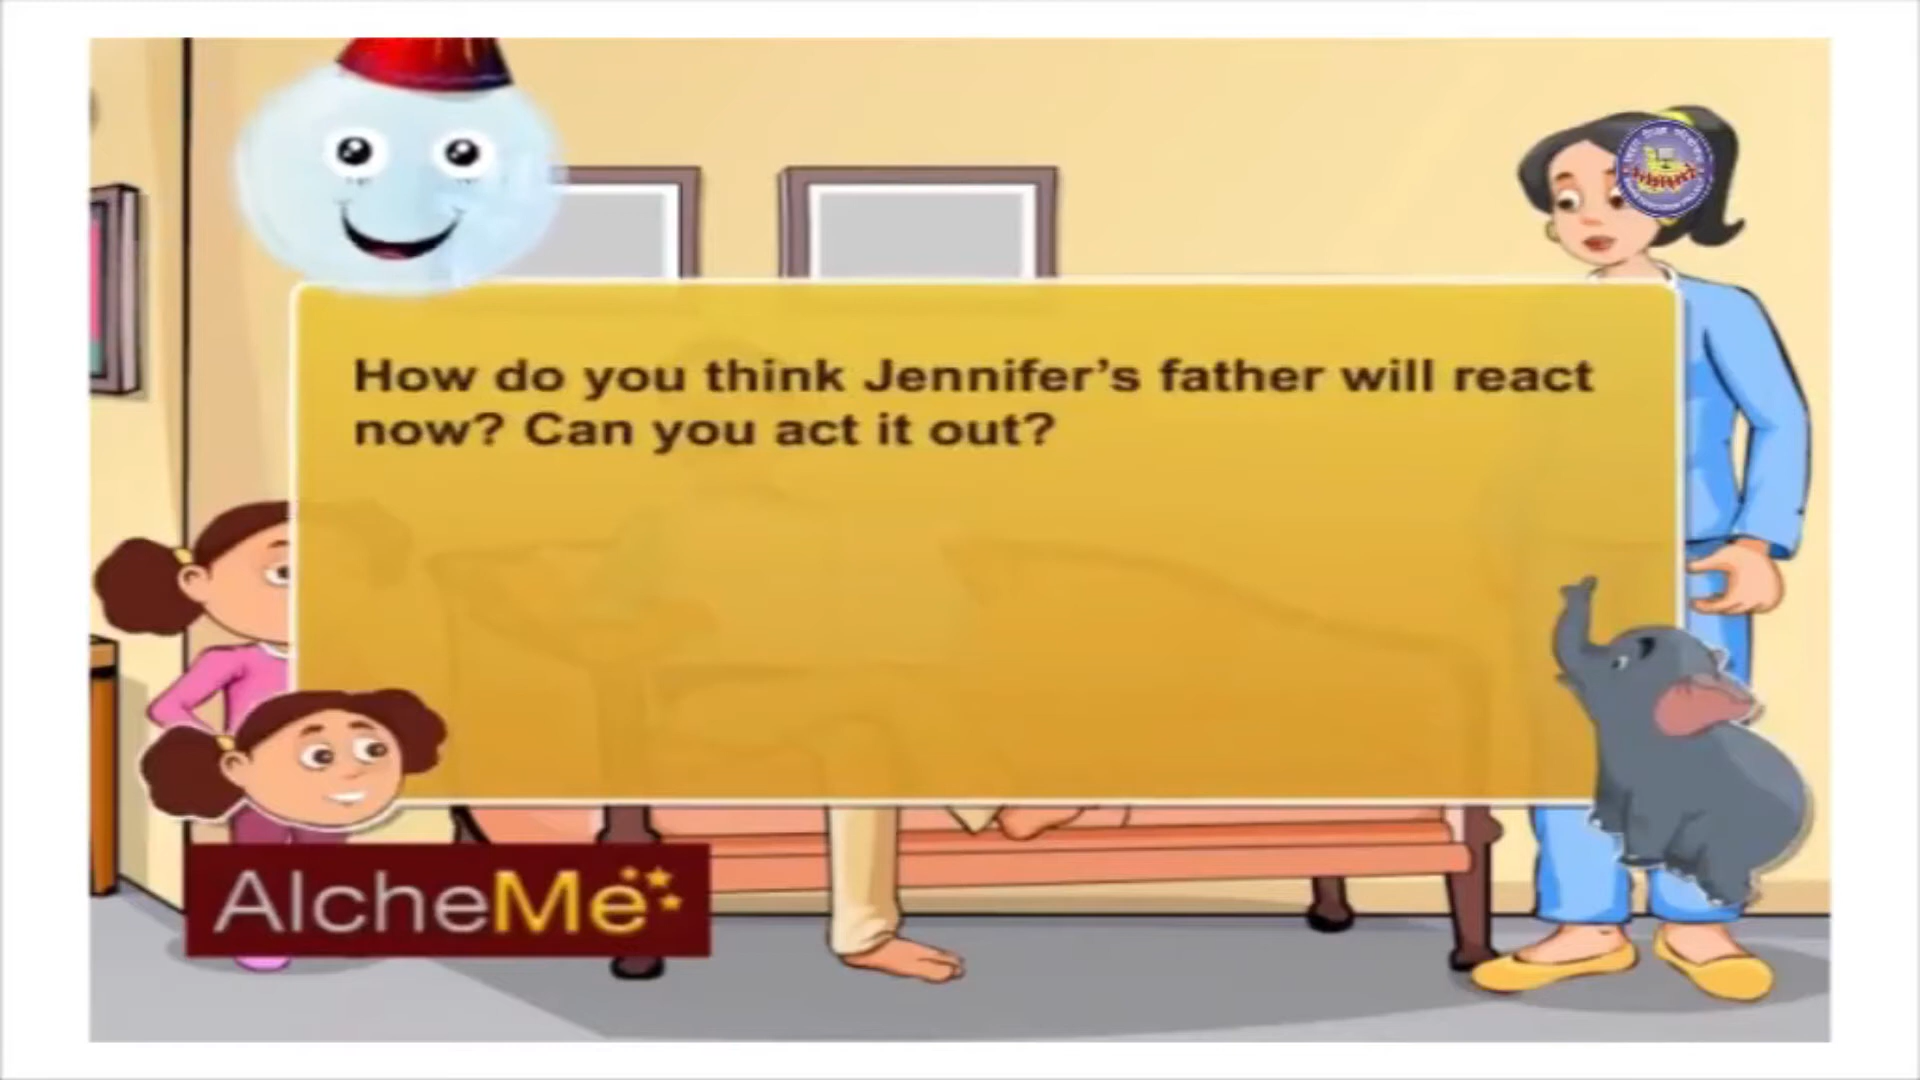 How do you think Jennifer's father will react
now? Can you act it out?
AlcheMe